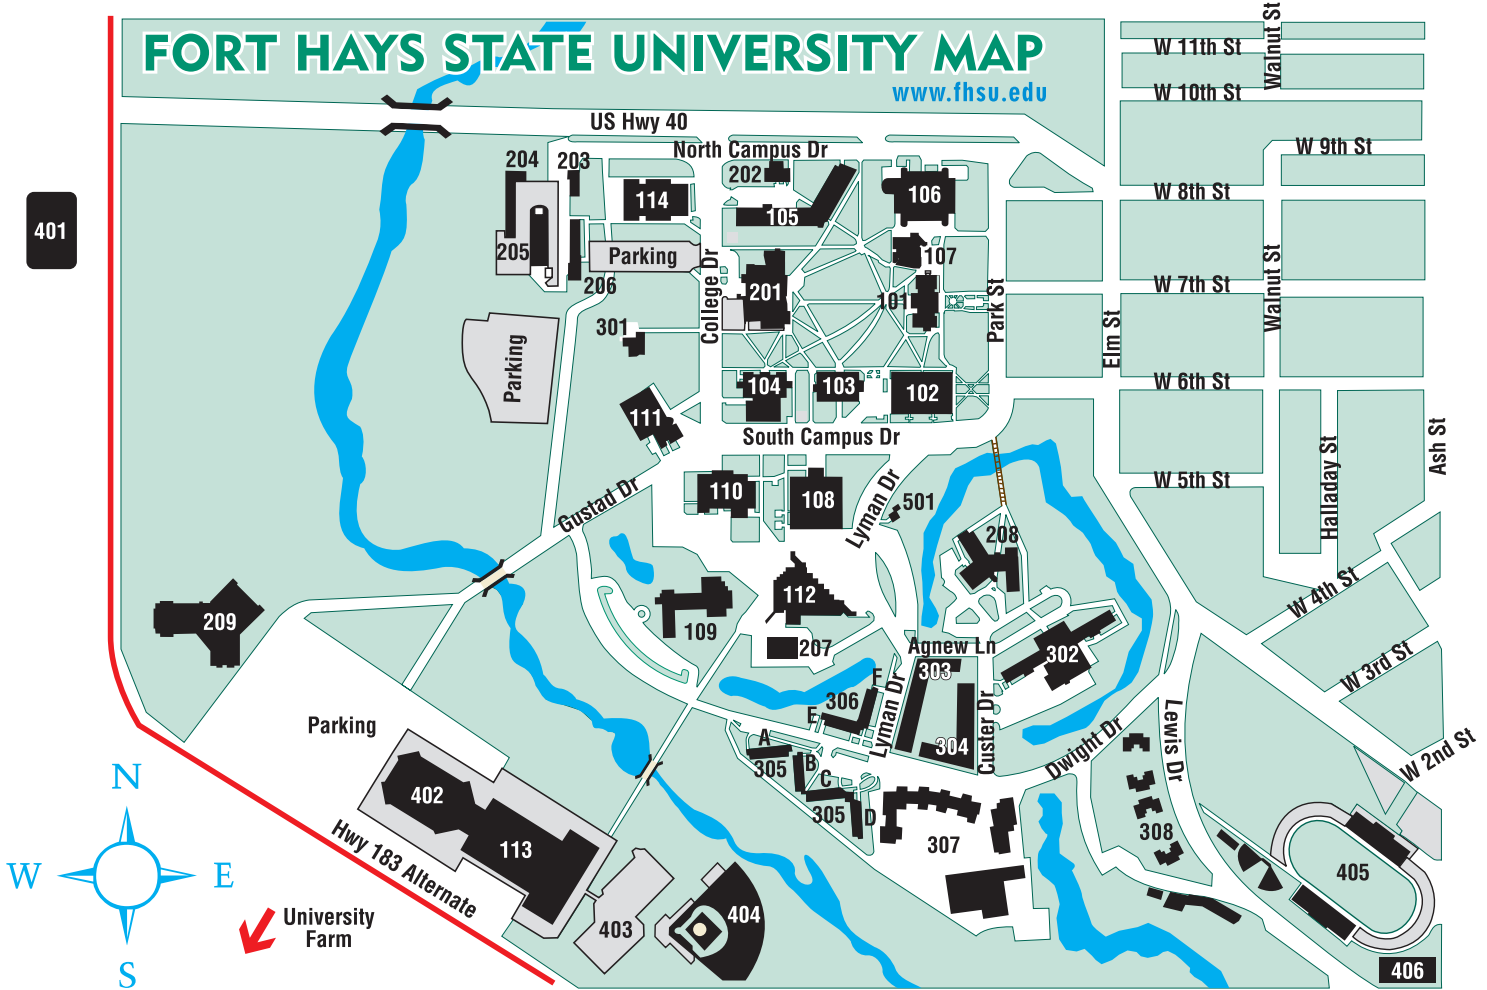 FORT HAYS STATE UNIVERSITY MAP
www.fhsu.edu
Walnut St
W 11th St
W 10th St
US Hwy 40
North Campus Dr
W 9th St
204
203
202
114
105
106
W 8th St
401
205
206
Parking
College Dr
201
107
101
Park St
W 7th St
Walnut St
301
Parking
Elm St
104
103
102
W 6th St
111
South Campus Dr
Halladay St
Ash St
W 5th St
110
108
Lyman Dr
501
Gustad Dr
208
209
109
112
W 4th St
207
Agnew Ln
302
303
W 3rd St
F
306
E
Lyman Dr
304
Custer Dr
Dwight Dr
Lewis Dr
W 2nd St
Parking
A
305
B
C
305
D
307
308
N
W
E
S
402
113
Hwy 183 Alternate
University
Farm
403
404
405
406